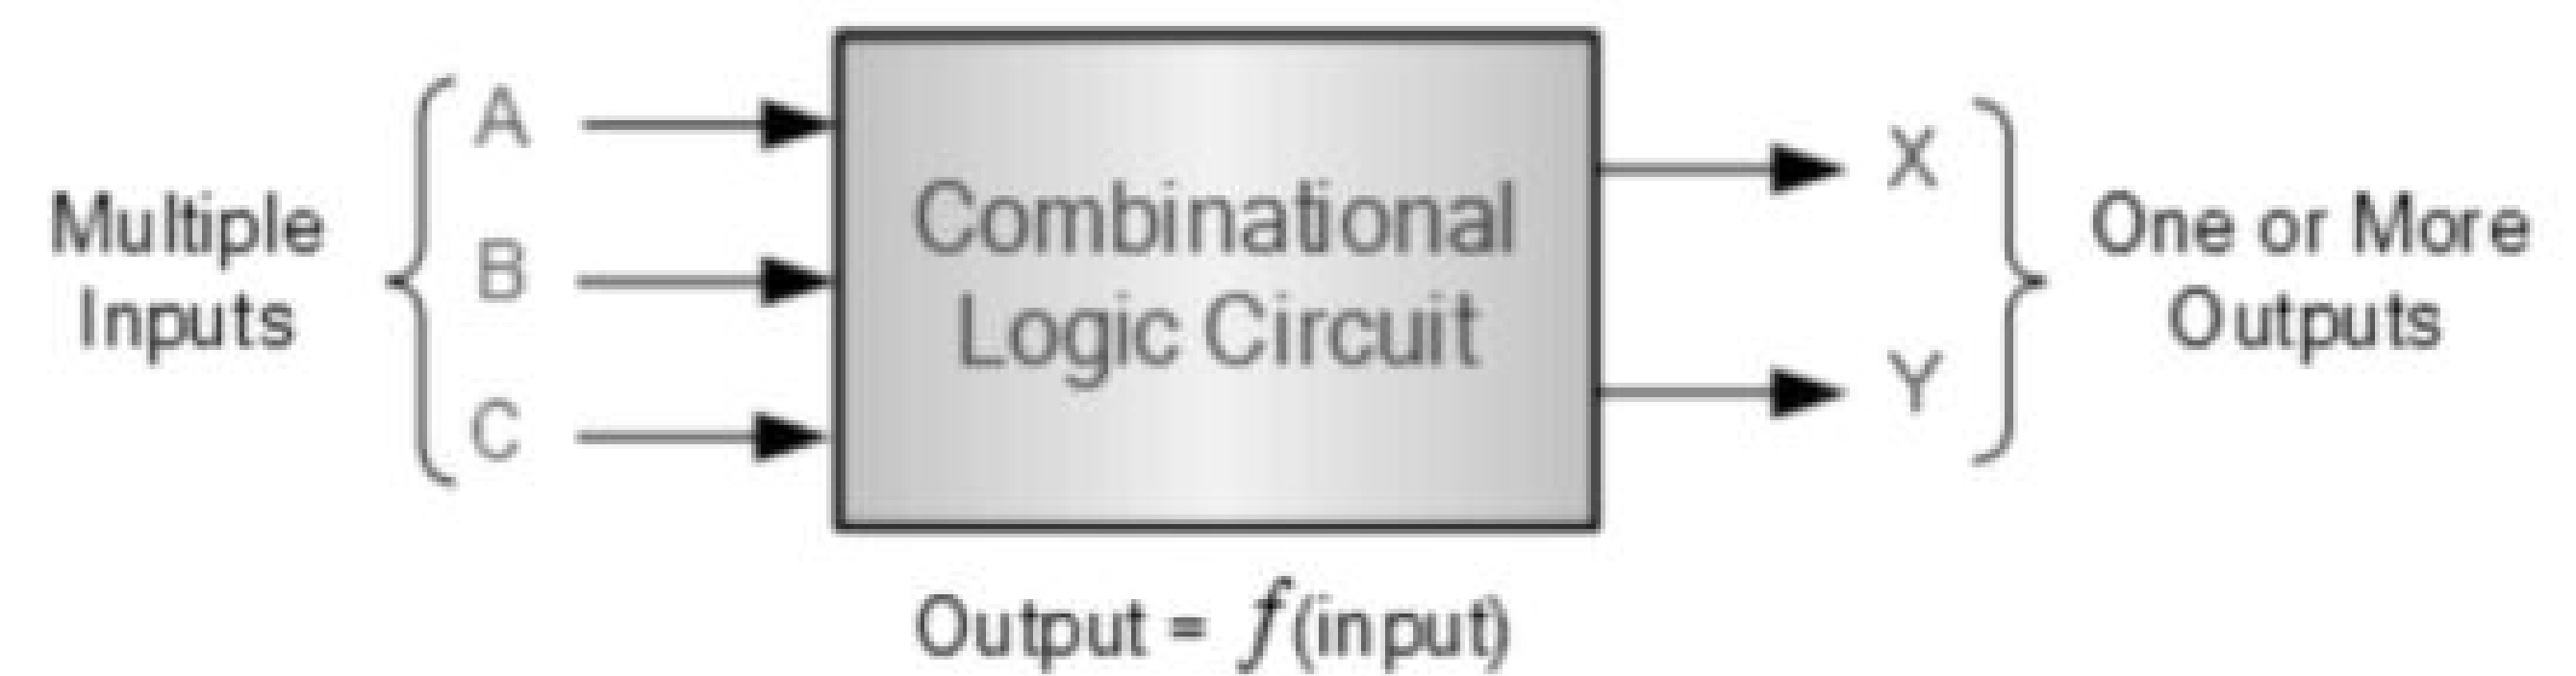 Multiple
Inputs
A
B
C
Combinational
Logic Circuit
X
Y
One or More
Outputs
Output = f(input)